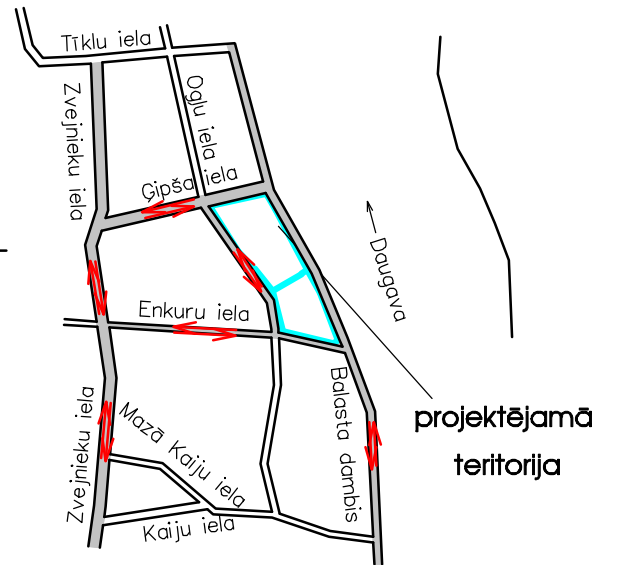 Tīklu iela
Zvejnieku iela
Ogļu iela
Ģipša iela
Daugava
Enkuru iela
projektējamā
teritorija
Zvejnieku iela
Mazā Kaiju iela
Balasta dambis
Kaiju iela